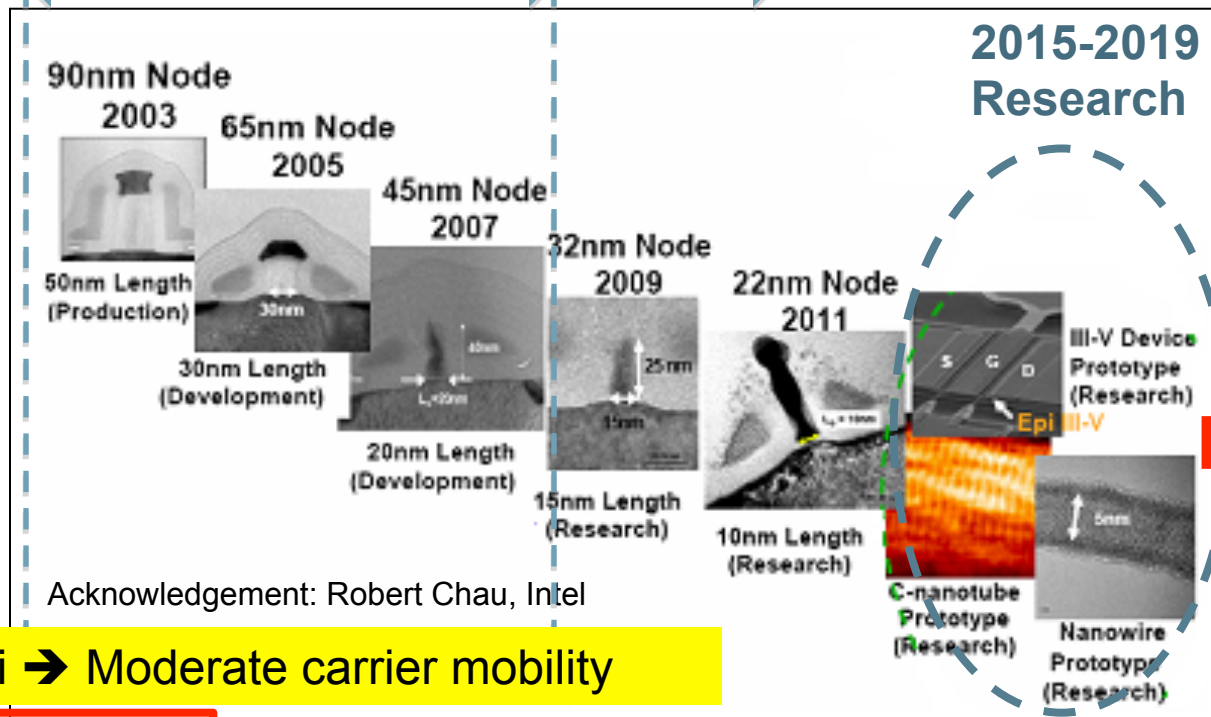 2015-2019
Research
90nm Node
2003
50nm Length
(Production)
65nm Node
2005
30nm
30nm Length
(Development)
45nm Node
2007
20nm Length
(Development)
32nm Node
2009
25 nm
15nm
15nm Length
(Research)
22nm Node
2011
10nm Length
(Research)
S G D
Epi III-V
III-V Device
Prototype
(Research)
C-nanotube
Prototype
(Research)
5nm
Nanowire
Prototype
(Research)
Acknowledgement: Robert Chau, Intel
i ➔ Moderate carrier mobility